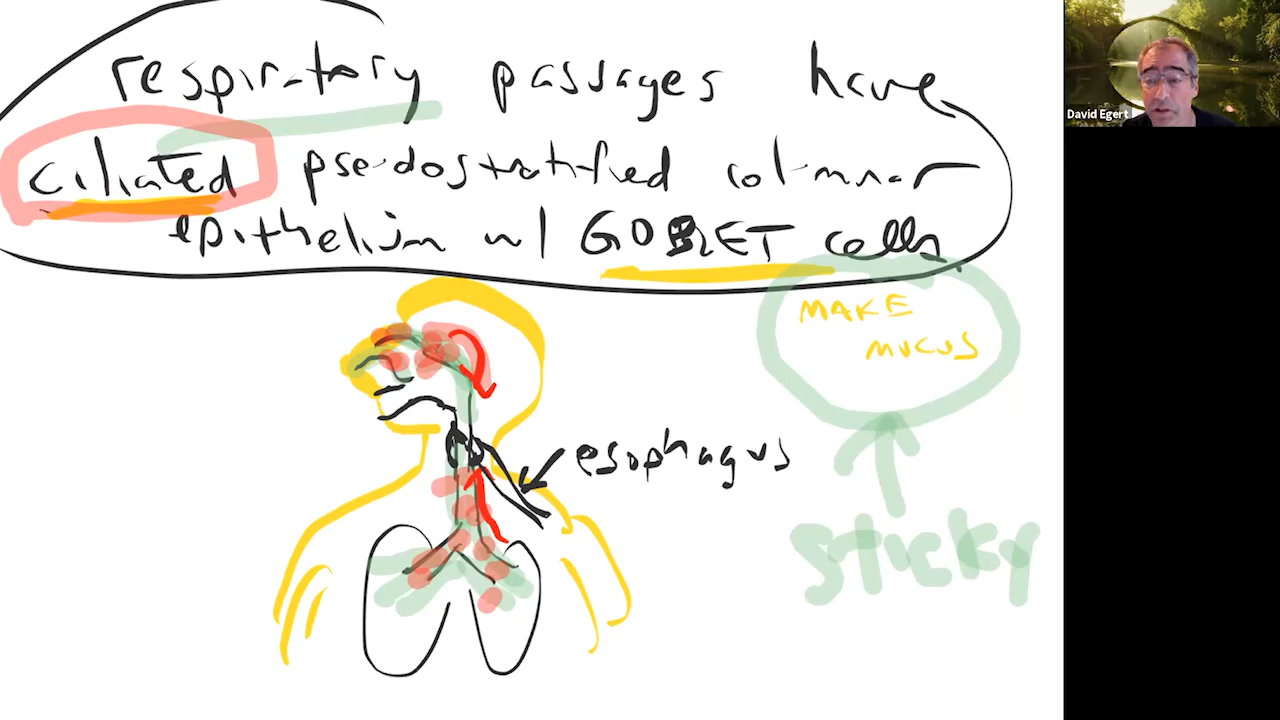 respiratory passages have
ciliated pseudostratified columnar
epithelium w/ GOBLET cells
MAKE
MUCUS
esophagus
STICKY
David Egert